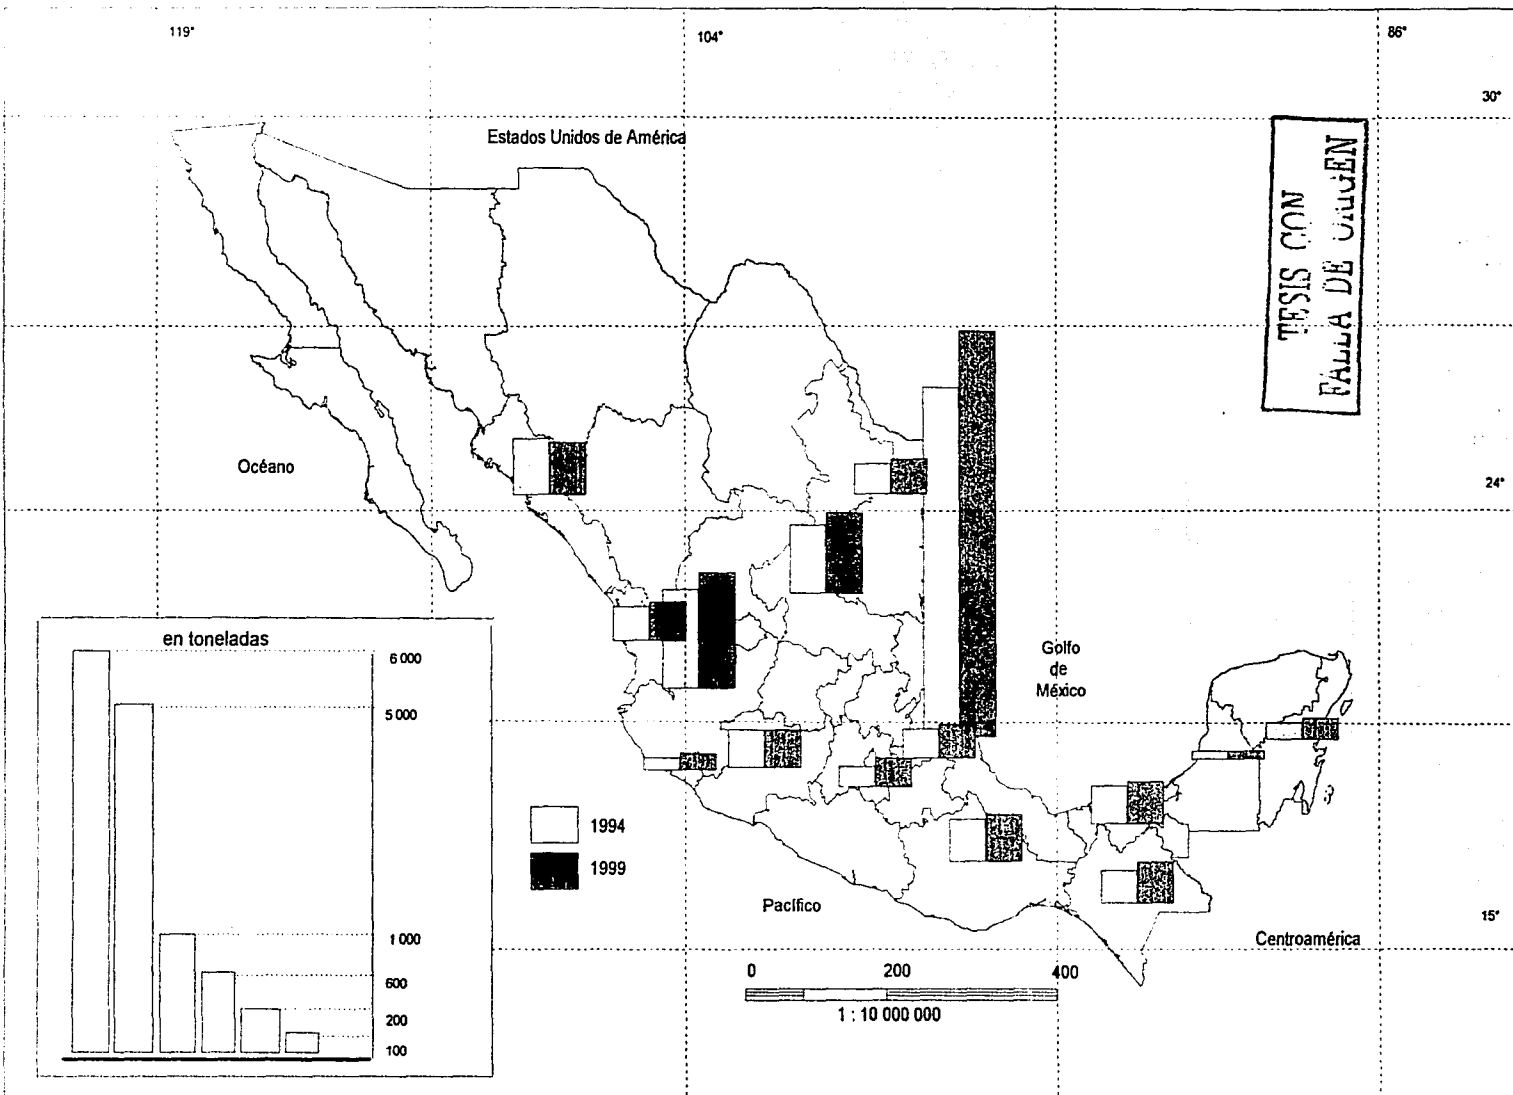 119°
104°
86°
30°
Estados Unidos de América
TESIS CON
FALLA DE ORIGEN
Océano
24°
en toneladas
6 000
5 000
1 000
600
200
100
Golfo
de
México
1994
1999
Pacífico
15°
Centroamérica
0 200 400
1 : 10 000 000